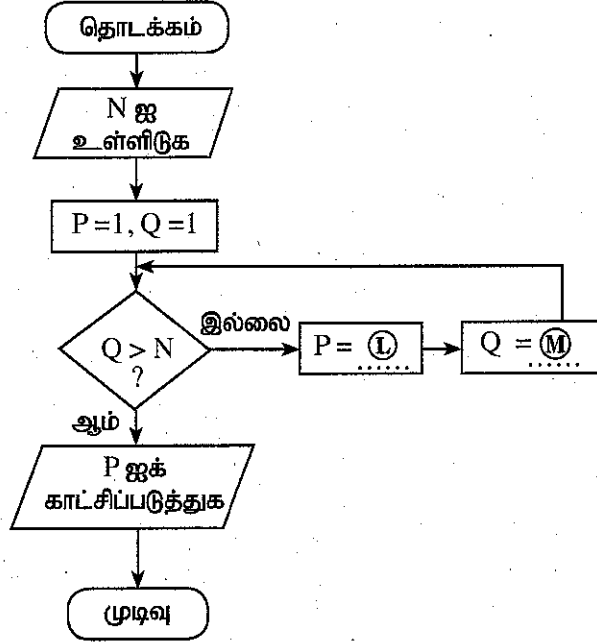 தொடக்கம்
N ஐ
உள்ளிடுக
P =1, Q =1
Q > N
?
இல்லை
P = Ⓛ
......
Q = Ⓜ
......
ஆம்
P ஐக்
காட்சிப்படுத்துக
முடிவு